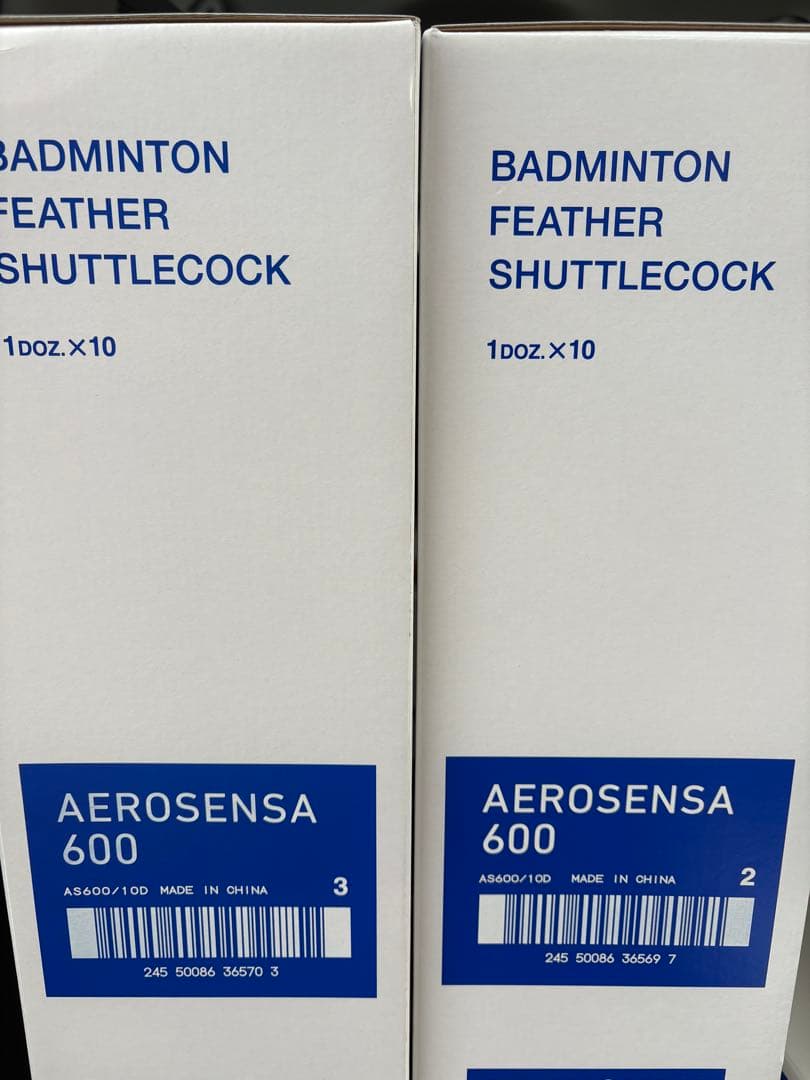 BADMINTON
FEATHER
SHUTTLECOCK
1DOZ.×10
AEROSENSA
600
AS600/10D MADE IN CHINA 3
245 50086 36570 3
BADMINTON
FEATHER
SHUTTLECOCK
1DOZ.×10
AEROSENSA
600
AS600/10D MADE IN CHINA 2
245 50086 36569 7